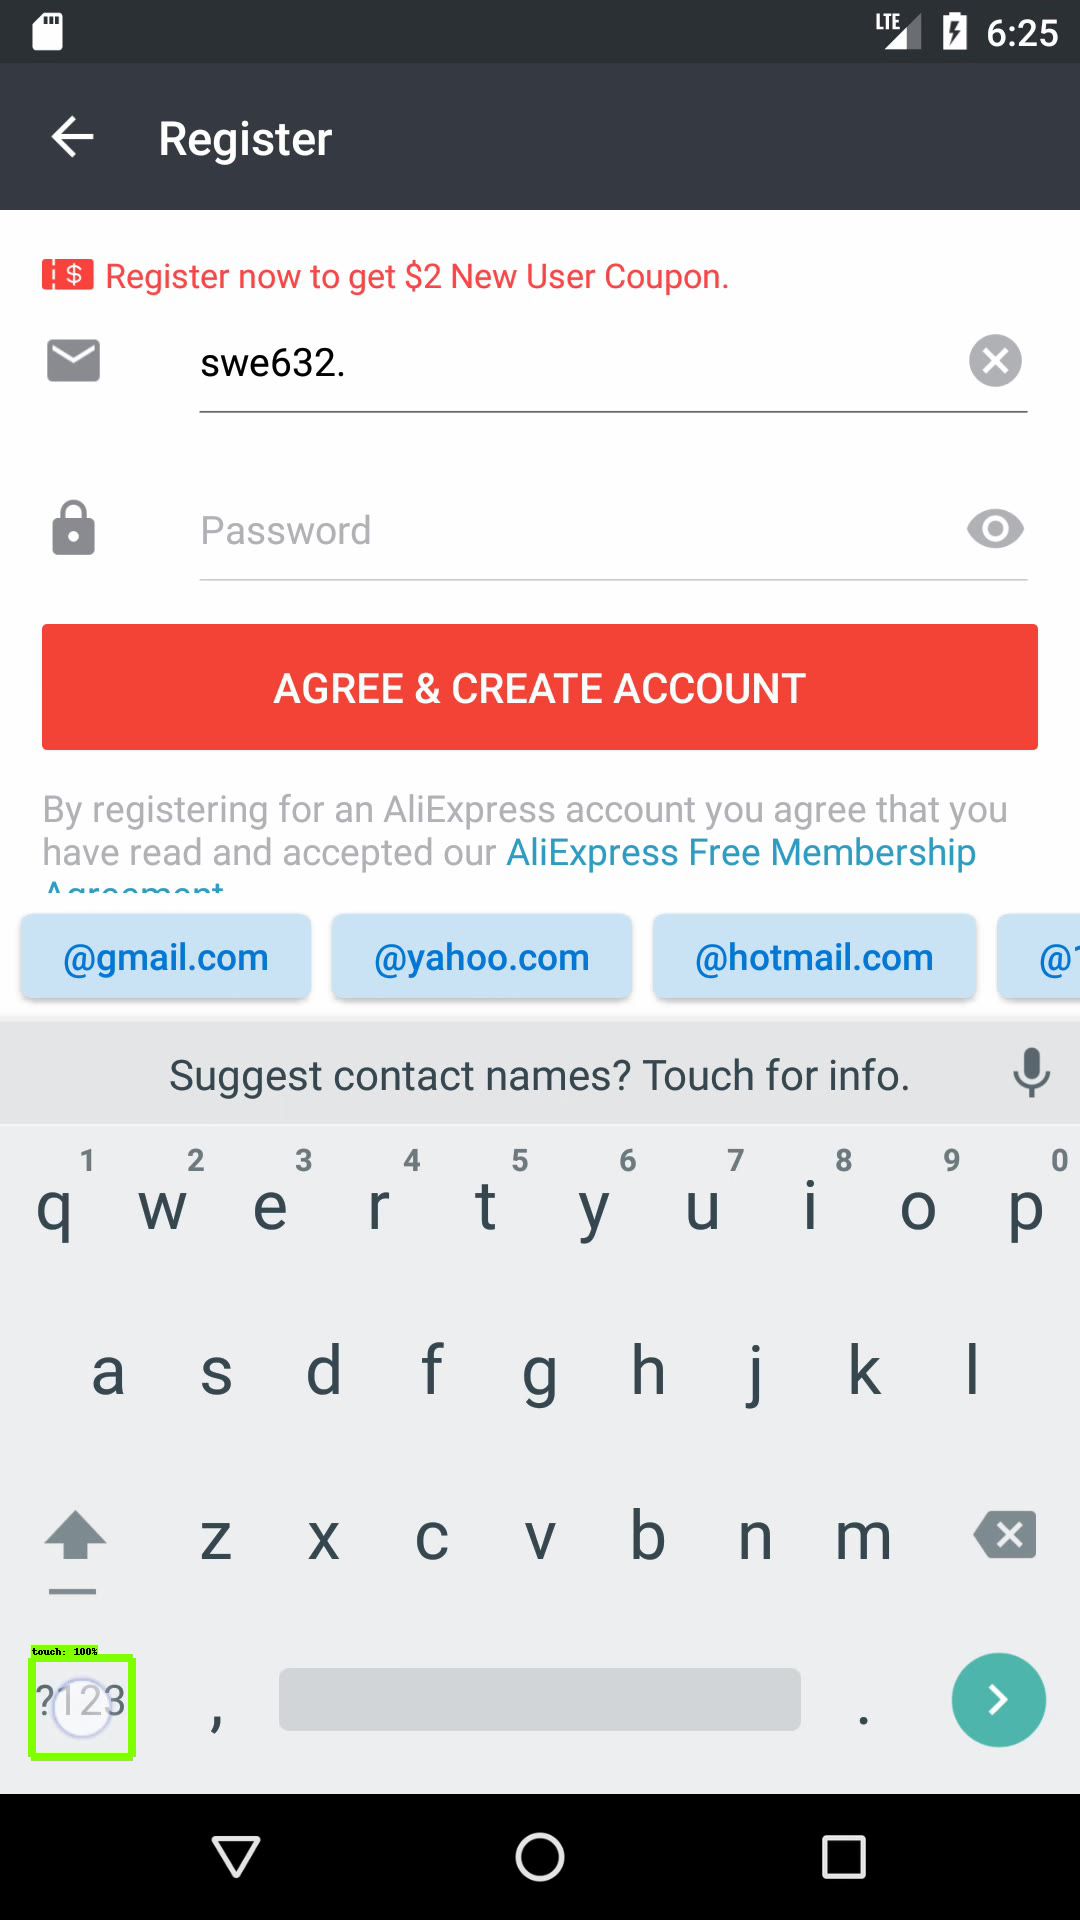 LTE 6:25
Register
$ Register now to get $2 New User Coupon.
swe632.
Password
AGREE & CREATE ACCOUNT
By registering for an AliExpress account you agree that you
have read and accepted our AliExpress Free Membership
Agreement
@gmail.com @yahoo.com @hotmail.com @1
Suggest contact names? Touch for info.
1 2 3 4 5 6 7 8 9 0
q w e r t y u i o p
a s d f g h j k l
z x c v b n m
touch: 100%
?123 , .